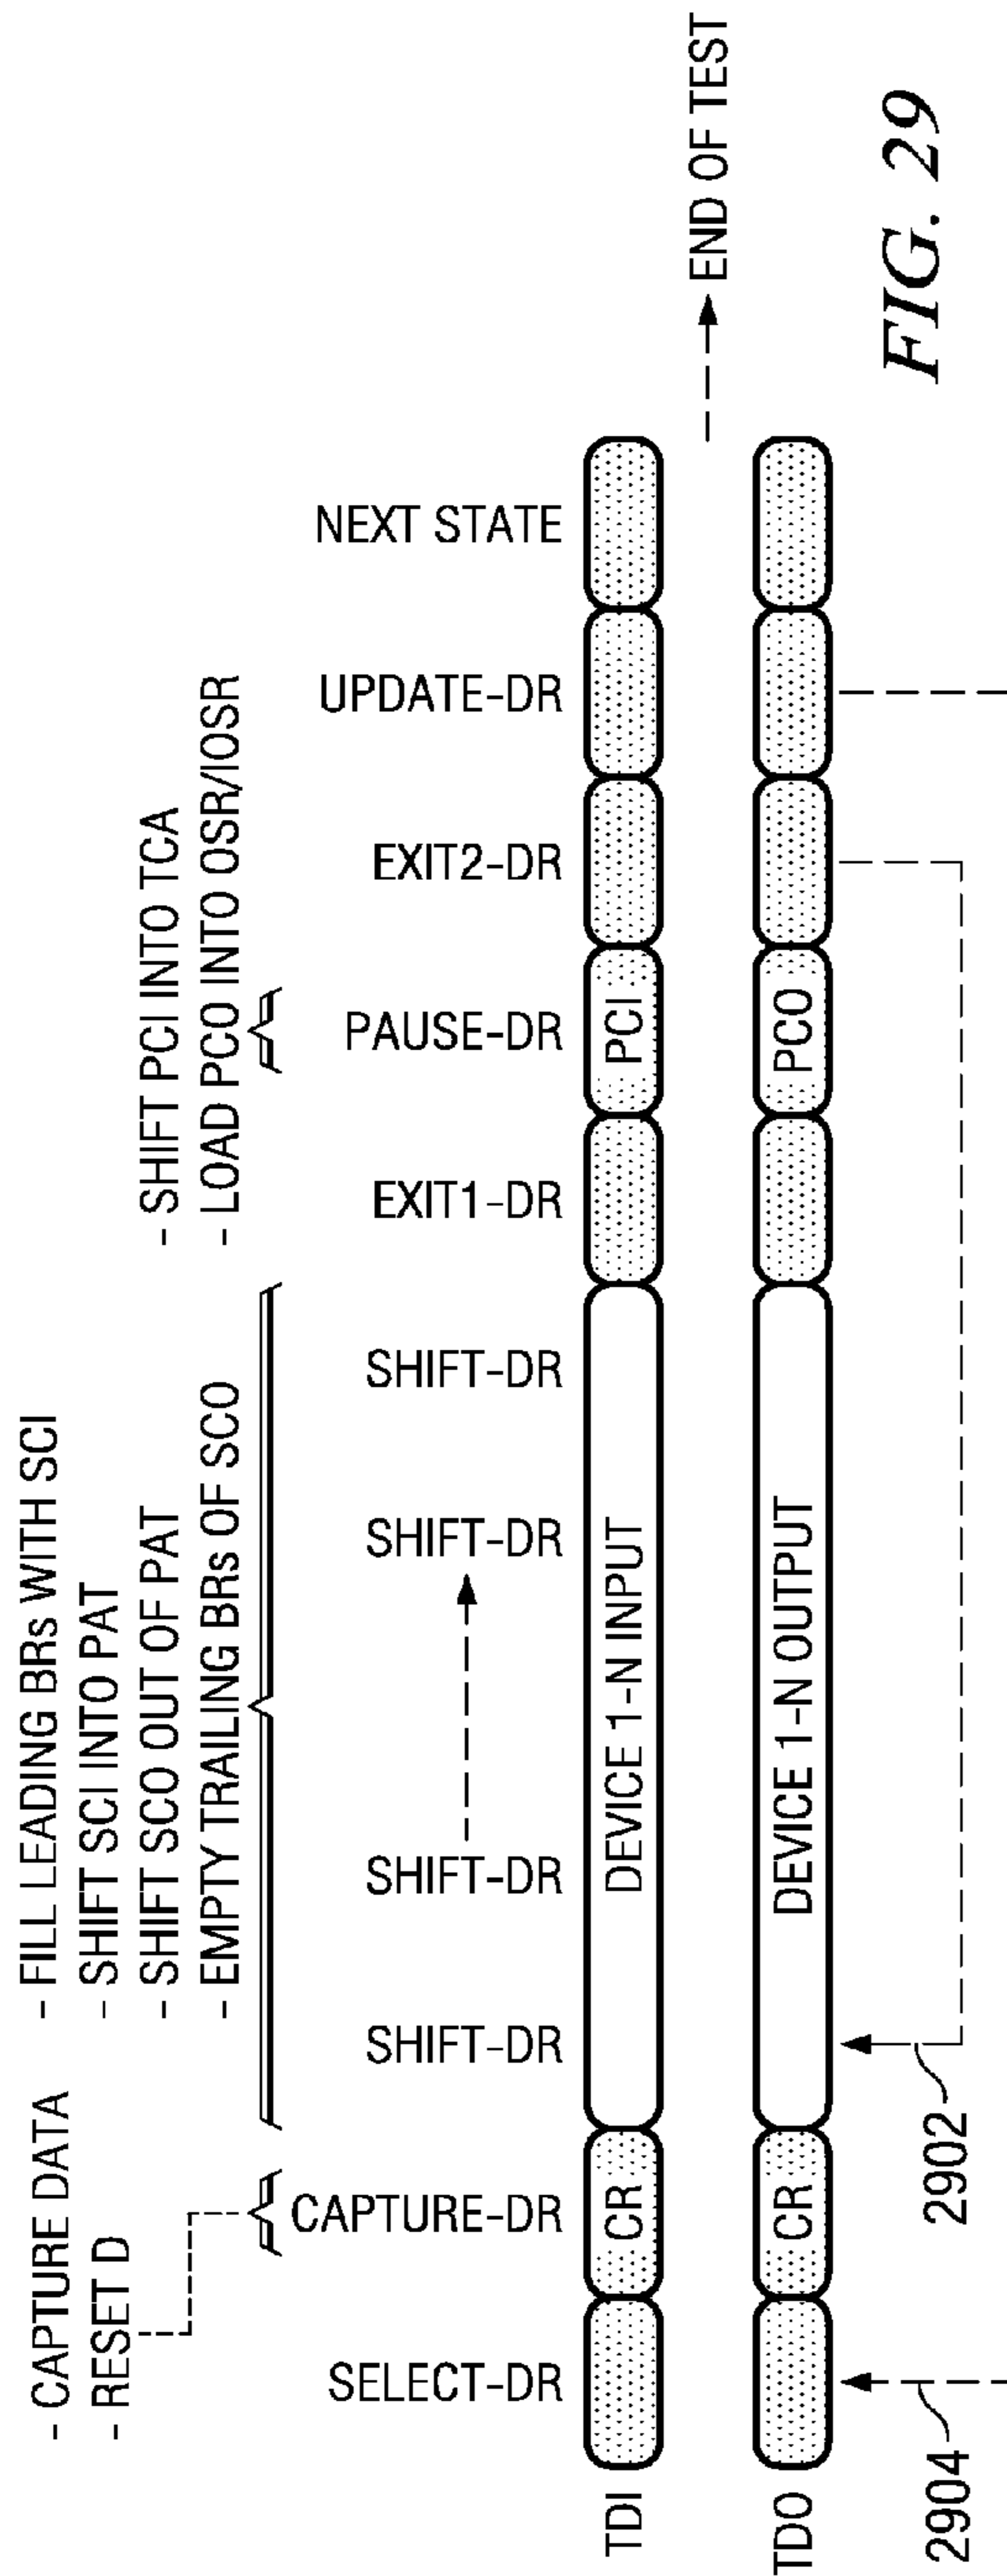 - CAPTURE DATA
- RESET D
- FILL LEADING BRs WITH SCI
- SHIFT SCI INTO PAT
- SHIFT SCO OUT OF PAT
- EMPTY TRAILING BRs OF SCO
- SHIFT PCI INTO TCA
- LOAD PCO INTO OSR/IOSR
SELECT-DR
CAPTURE-DR
SHIFT-DR
SHIFT-DR
SHIFT-DR
SHIFT-DR
EXIT1-DR
PAUSE-DR
EXIT2-DR
UPDATE-DR
NEXT STATE
TDI
CR
DEVICE 1-N INPUT
PCI
END OF TEST
TDO
CR
DEVICE 1-N OUTPUT
PCO
2904
2902
FIG. 29